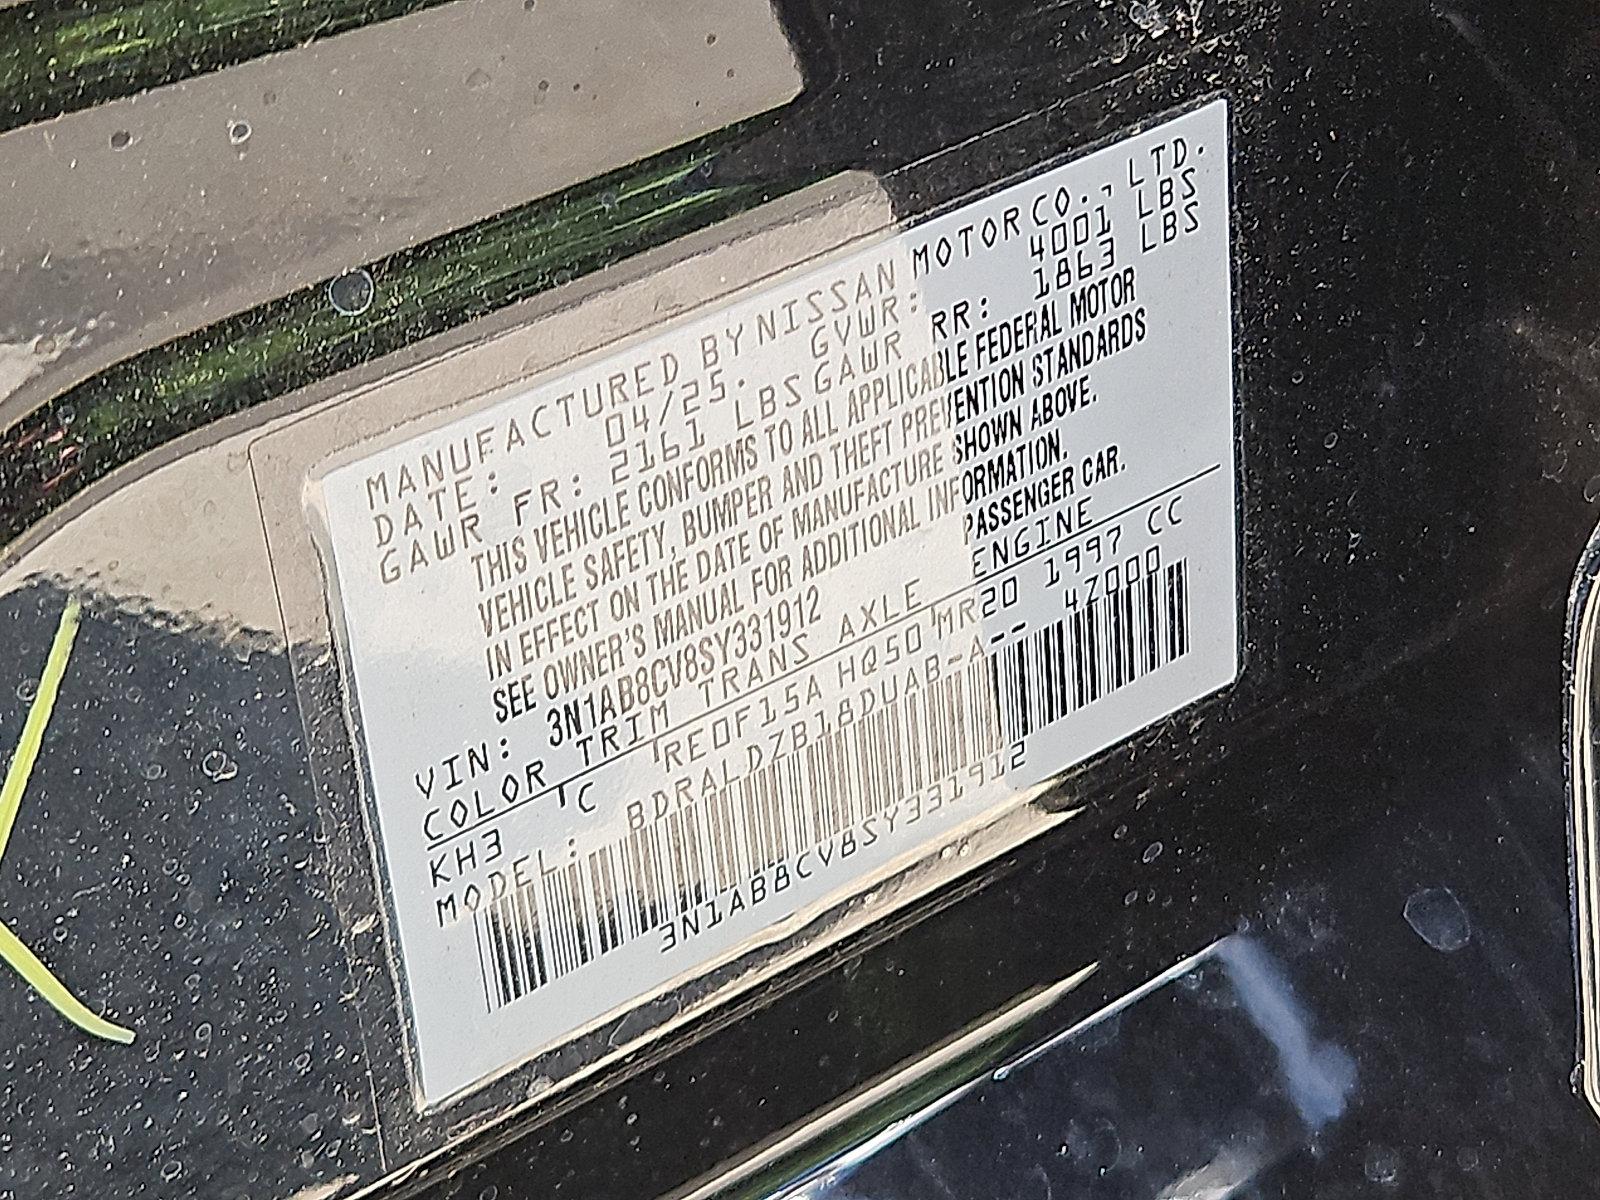 MANUFACTURED BY NISSAN MOTOR CO., LTD.
DATE: 04/25. GVWR: 4001 LBS
GAWR FR: 2161 LBS GAWR RR: 1863 LBS
THIS VEHICLE CONFORMS TO ALL APPLICABLE FEDERAL MOTOR
VEHICLE SAFETY, BUMPER AND THEFT PREVENTION STANDARDS
IN EFFECT ON THE DATE OF MANUFACTURE SHOWN ABOVE.
SEE OWNER'S MANUAL FOR ADDITIONAL INFORMATION.
VIN: 3N1AB8CV8SY331912 PASSENGER CAR.
COLOR TRIM TRANS AXLE ENGINE
KH3 C RE0F15A HQ50 MR20 1997 CC
MODEL: BDRALDZB18DUAB-A-- 4Z000
3N1AB8CV8SY331912